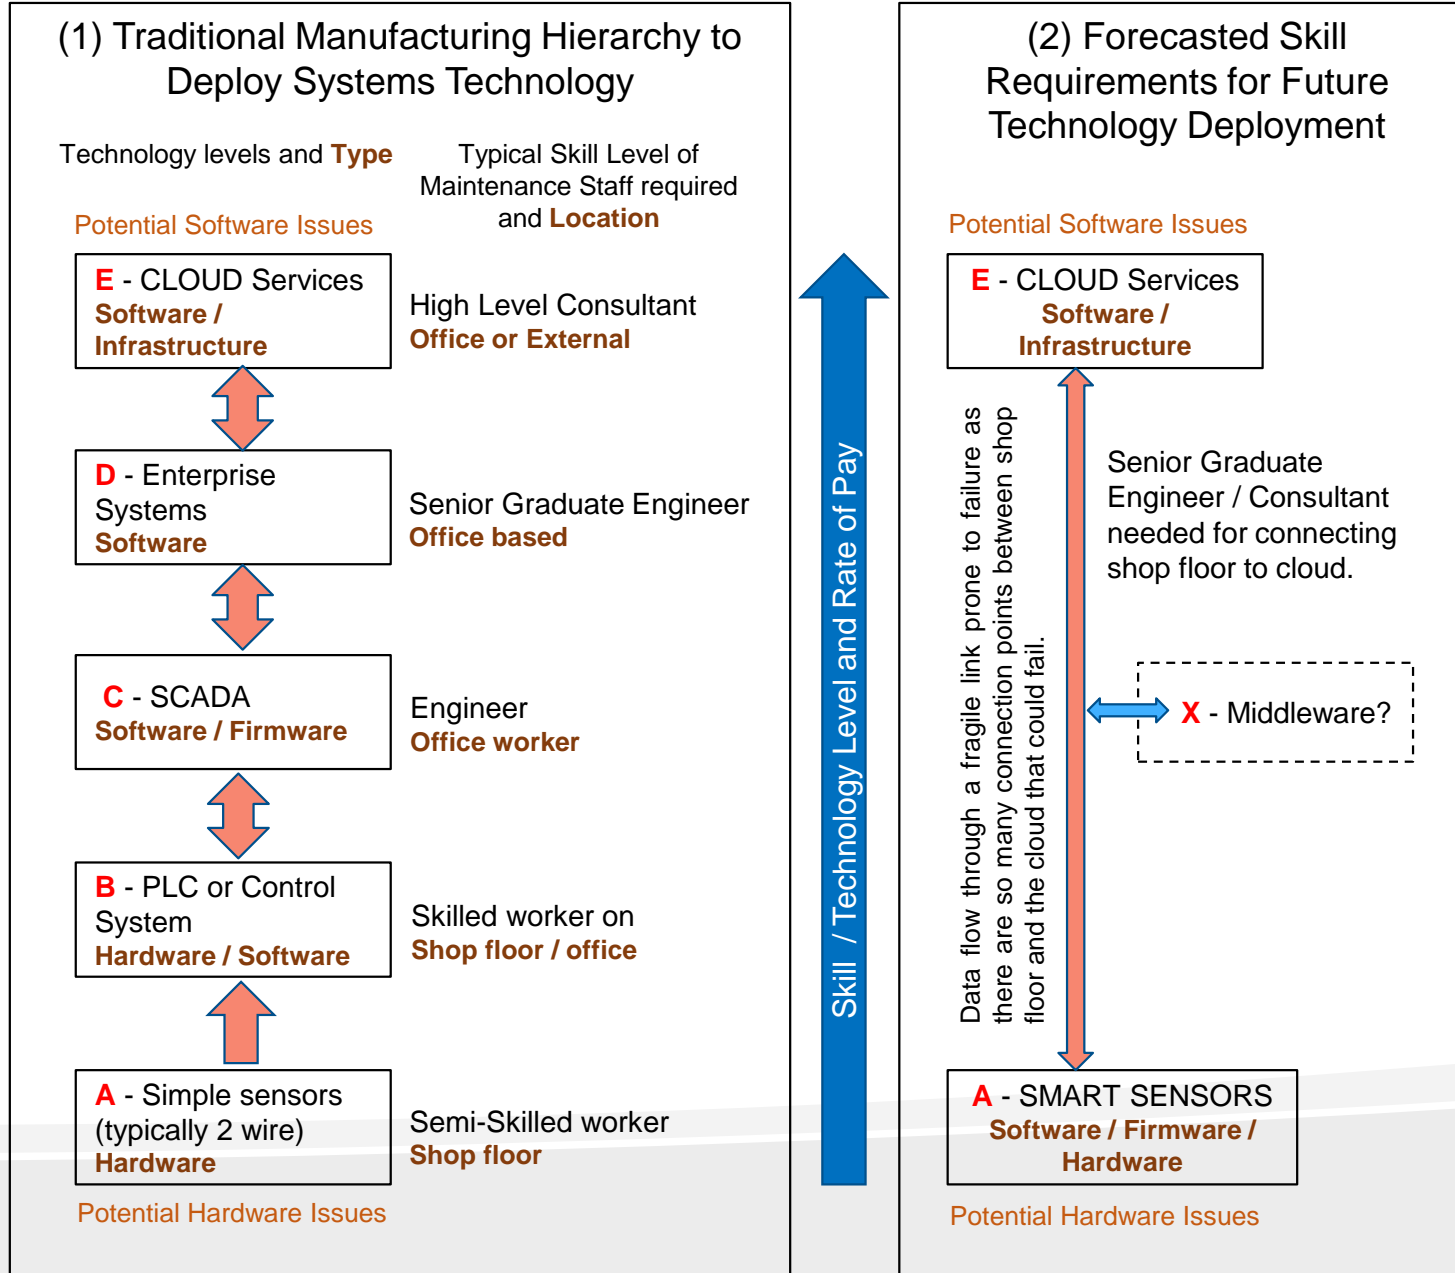 (1) Traditional Manufacturing Hierarchy to
Deploy Systems Technology
Technology levels and Type
Typical Skill Level of
Maintenance Staff required
and Location
Potential Software Issues
E - CLOUD Services
Software /
Infrastructure
High Level Consultant
Office or External
D - Enterprise
Systems
Software
Senior Graduate Engineer
Office based
C - SCADA
Software / Firmware
Engineer
Office worker
B - PLC or Control
System
Hardware / Software
Skilled worker on
Shop floor / office
A - Simple sensors
(typically 2 wire)
Hardware
Semi-Skilled worker
Shop floor
Potential Hardware Issues
Skill / Technology Level and Rate of Pay
(2) Forecasted Skill
Requirements for Future
Technology Deployment
Potential Software Issues
E - CLOUD Services
Software /
Infrastructure
Data flow through a fragile link prone to failure as
there are so many connection points between shop
floor and the cloud that could fail.
Senior Graduate
Engineer / Consultant
needed for connecting
shop floor to cloud.
X - Middleware?
A - SMART SENSORS
Software / Firmware /
Hardware
Potential Hardware Issues